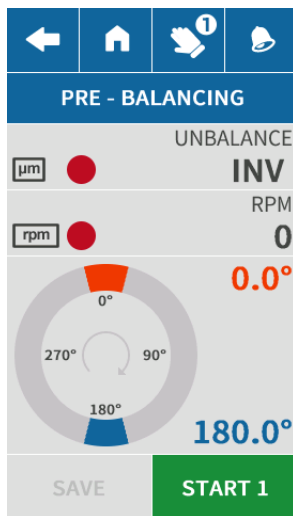 1
PRE - BALANCING
UNBALANCE
µm
INV
RPM
rpm
0
0.0°
0°
270°
90°
180°
180.0°
SAVE
START 1